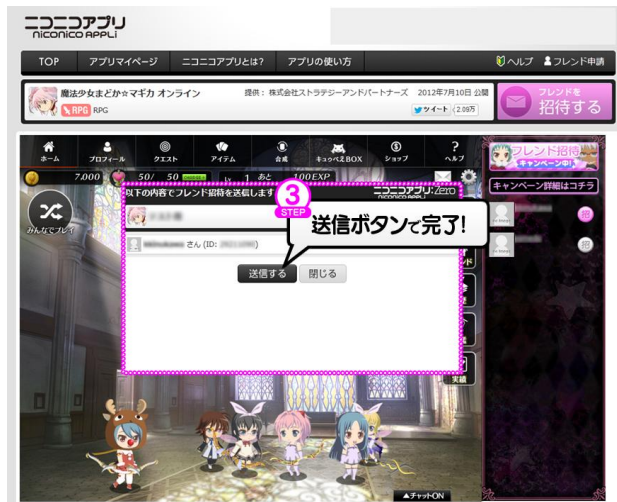 ニコニコアプリ
niconico APPLi
TOP アプリマイページ ニコニコアプリとは? アプリの使い方 ヘルプ フレンド申請
魔法少女まどか☆マギカ オンライン 提供：株式会社ストラテジーアンドパートナーズ 2012年7月10日 公開
RPG RPG ツイート 2,097
フレンドを
招待する
ホーム プロフィール クエスト アイテム 合成 キュゥべえBOX ショップ ヘルプ
7,000 50/ 50 Lv 1 あと 100 EXP
みんなでプレイ
以下の内容でフレンド招待を送信します
ニコニコアプリ:Zero
niconico APPLi
さん (ID: )
送信する 閉じる
3
STEP
送信ボタンで完了!
実績
▲チャットON
フレンド招待
キャンペーン中!
キャンペーン詳細はコチラ
招
招